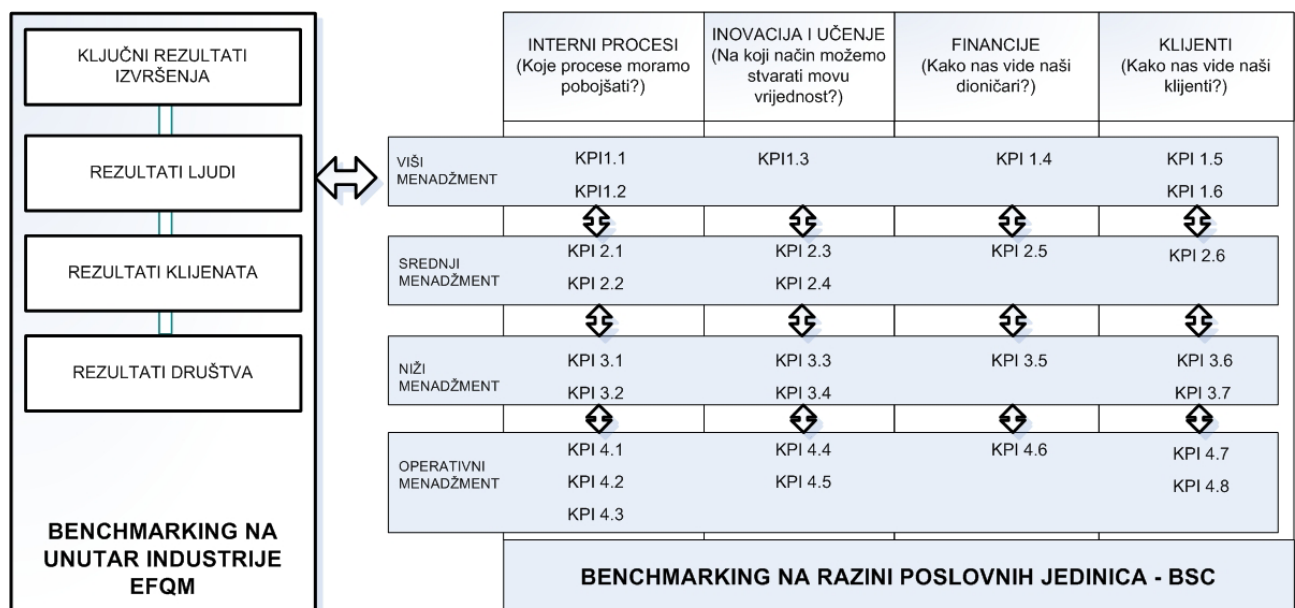 KLJUČNI REZULTATI
IZVRŠENJA
REZULTATI LJUDI
REZULTATI KLIJENATA
REZULTATI DRUŠTVA
BENCHMARKING NA
UNUTAR INDUSTRIJE
EFQM
INTERNI PROCESI
(Koje procese moramo
pobojšati?)
INOVACIJA I UČENJE
(Na koji način možemo
stvarati movu
vrijednost?)
FINANCIJE
(Kako nas vide naši
dioničari?)
KLIJENTI
(Kako nas vide naši
klijenti?)
VIŠI
MENADŽMENT
KPI1.1
KPI1.3
KPI 1.4
KPI 1.5
KPI1.2
KPI 1.6
SREDNJI
MENADŽMENT
KPI 2.1
KPI 2.3
KPI 2.5
KPI 2.6
KPI 2.2
KPI 2.4
NIŽI
MENADŽMENT
KPI 3.1
KPI 3.3
KPI 3.5
KPI 3.6
KPI 3.2
KPI 3.4
KPI 3.7
OPERATIVNI
MENADŽMENT
KPI 4.1
KPI 4.4
KPI 4.6
KPI 4.7
KPI 4.2
KPI 4.5
KPI 4.8
KPI 4.3
BENCHMARKING NA RAZINI POSLOVNIH JEDINICA - BSC